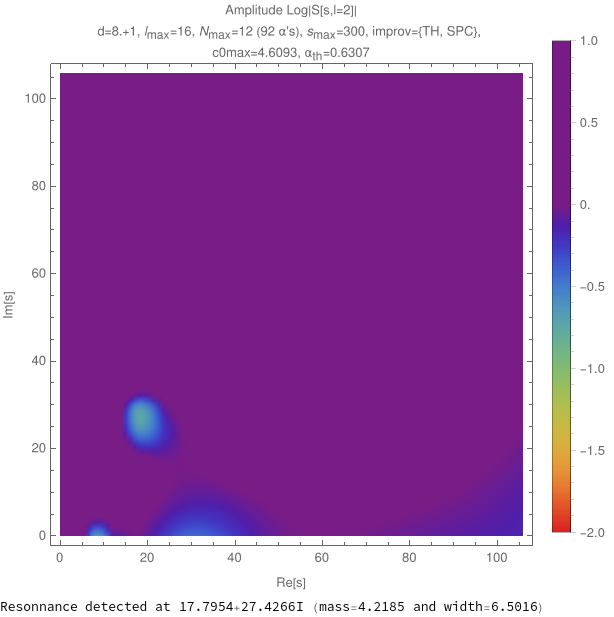 Amplitude Log|S[s,l=2]|
d=8.+1, lmax=16, Nmax=12 (92 α's), smax=300, improv={TH, SPC},
c0max=4.6093, αth=0.6307
100
80
60
40
20
0
Im[s]
0 20 40 60 80 100
Re[s]
1.0
0.5
0.
−0.5
−1.0
−1.5
−2.0
Resonnance detected at 17.7954+27.4266I (mass=4.2185 and width=6.5016)